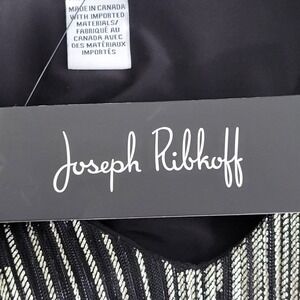 MADE IN CANADA
WITH IMPORTED
MATERIALS/
FABRIQUÉ AU
CANADA AVEC
DES MATÉRIAUX
IMPORTÉS
Joseph Ribkoff